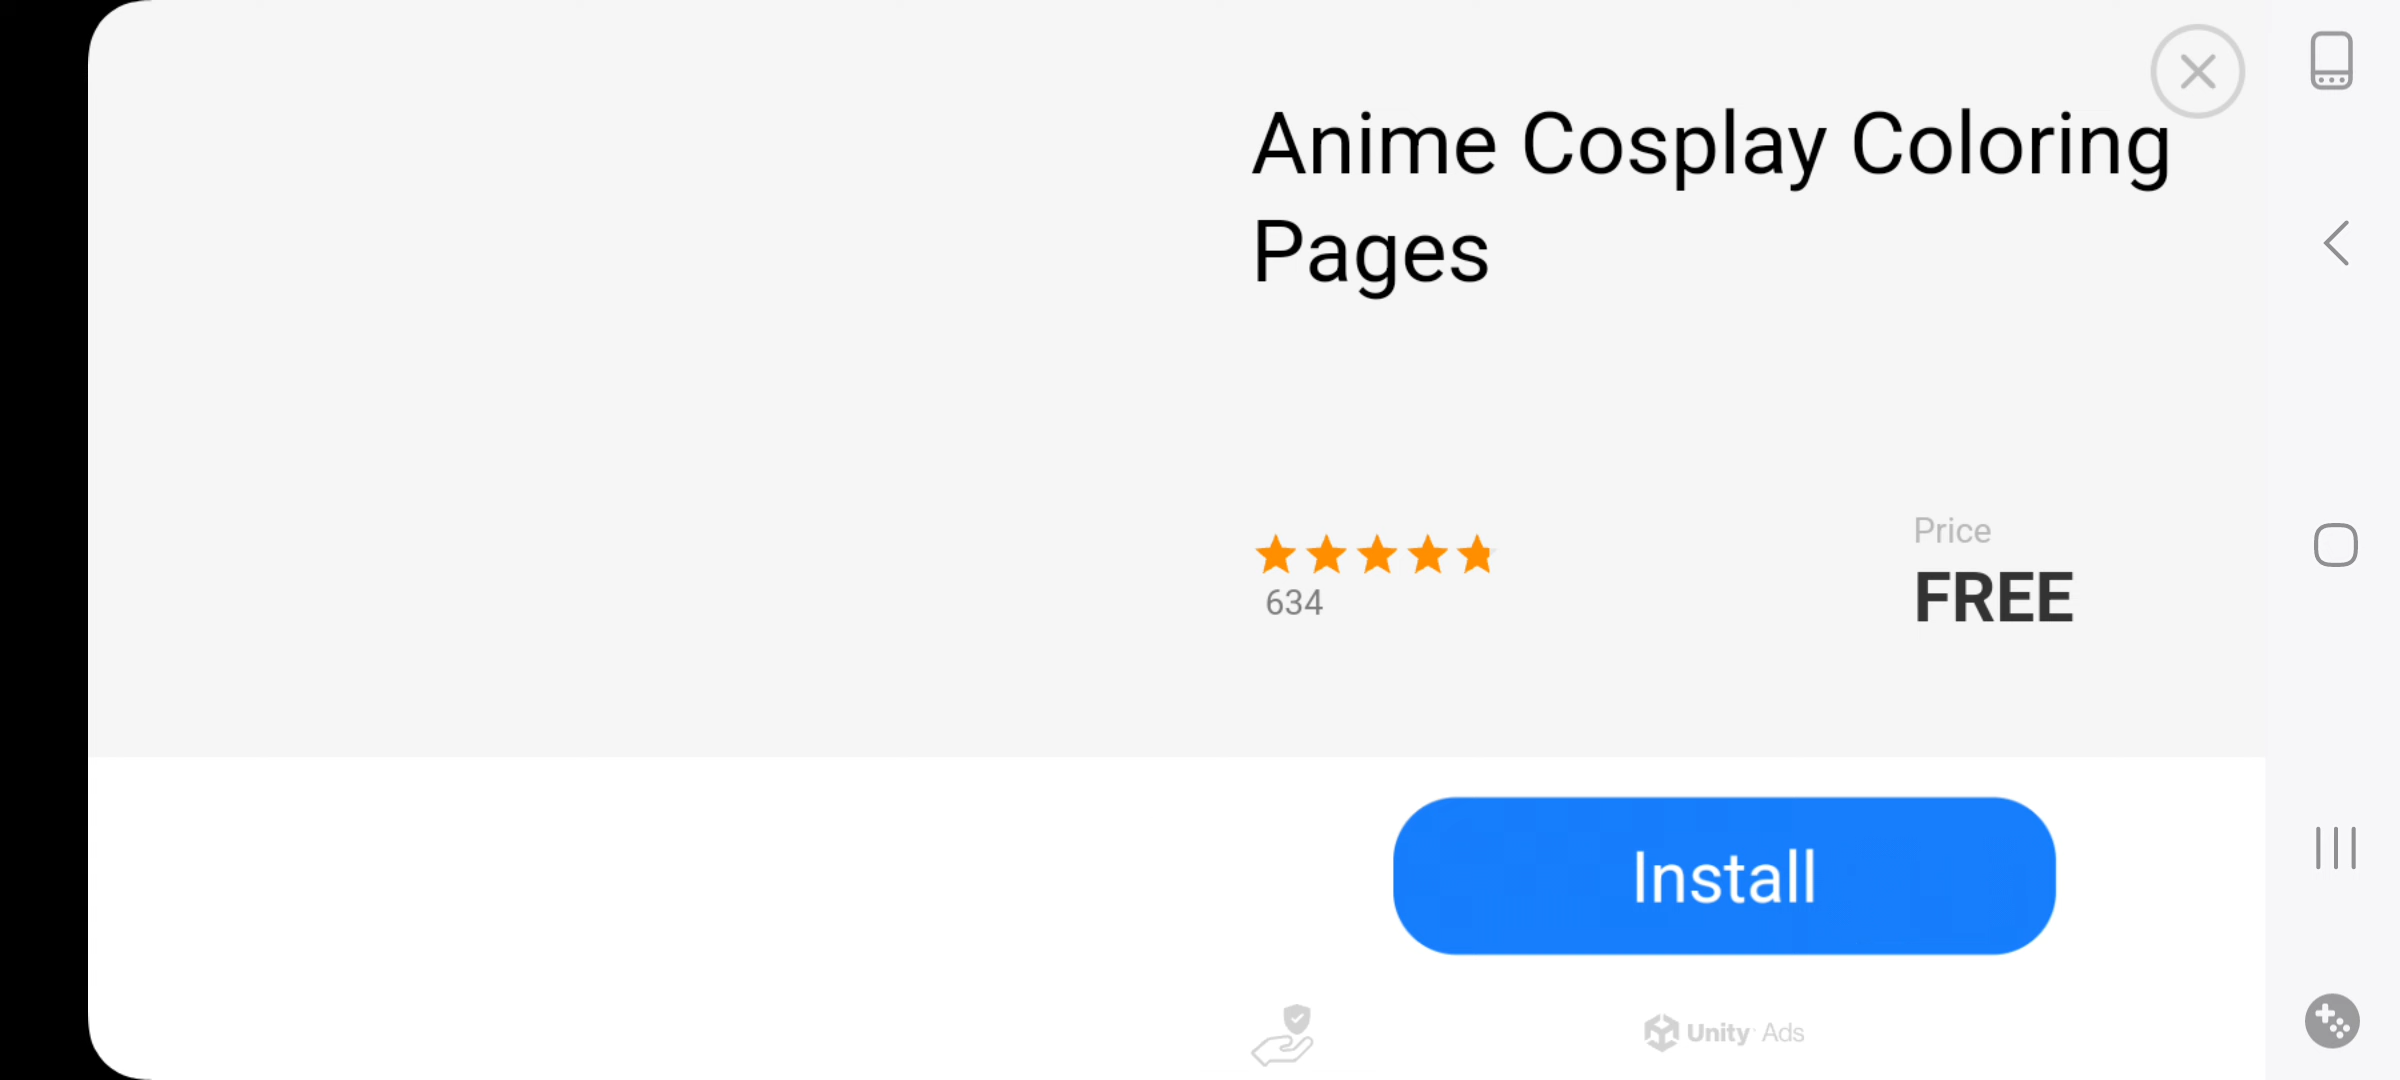 Anime Cosplay Coloring
Pages
634
Price
FREE
Install
Unity Ads